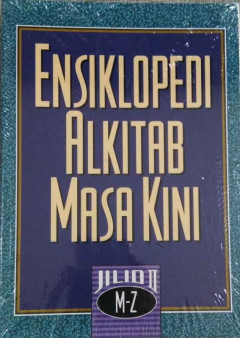 ENSIKLOPEDI
ALKITAB
MASA KINI
JILID II
M-Z